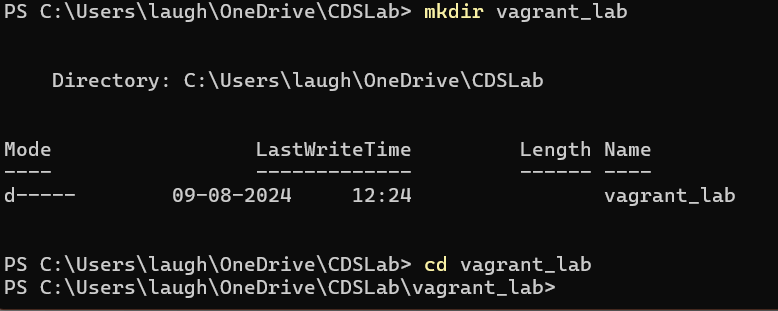 PS C:\Users\laugh\OneDrive\CDSLab> mkdir vagrant_lab
Directory: C:\Users\laugh\OneDrive\CDSLab
Mode                 LastWriteTime         Length Name
----                 -------------         ------ ----
d-----        09-08-2024     12:24                vagrant_lab
PS C:\Users\laugh\OneDrive\CDSLab> cd vagrant_lab
PS C:\Users\laugh\OneDrive\CDSLab\vagrant_lab>